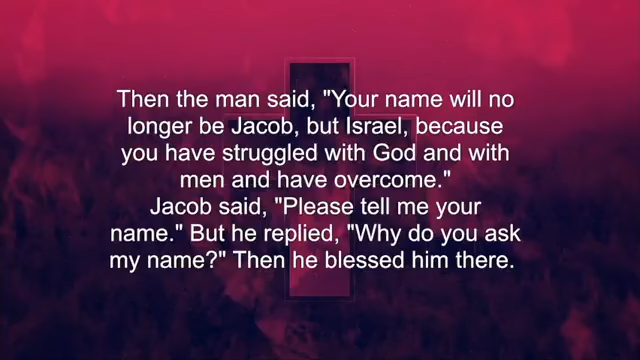 Then the man said, "Your name will no
longer be Jacob, but Israel, because
you have struggled with God and with
men and have overcome."
Jacob said, "Please tell me your
name." But he replied, "Why do you ask
my name?" Then he blessed him there.